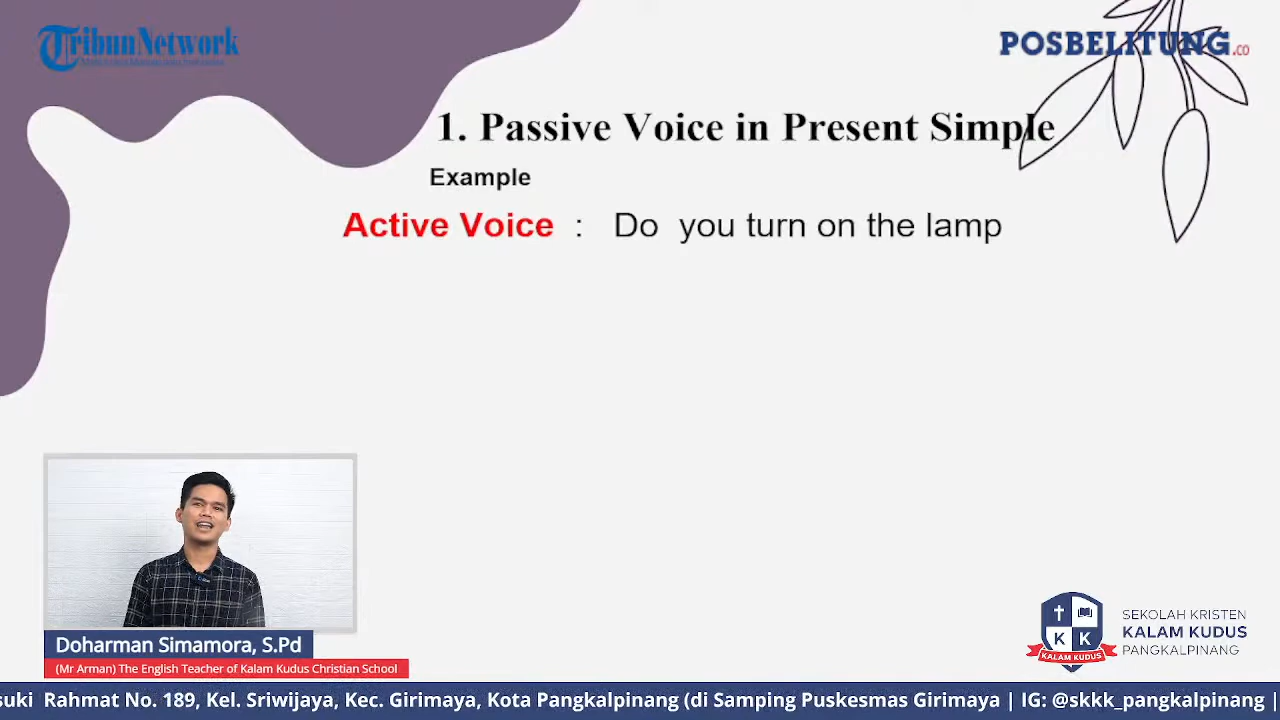 TribunNetwork
POSBELITUNG.co
1. Passive Voice in Present Simple
Example
Active Voice : Do you turn on the lamp
Doharman Simamora, S.Pd
(Mr Arman) The English Teacher of Kalam Kudus Christian School
K K
KALAM KUDUS
SEKOLAH KRISTEN
KALAM KUDUS
PANGKALPINANG
suki Rahmat No. 189, Kel. Sriwijaya, Kec. Girimaya, Kota Pangkalpinang (di Samping Puskesmas Girimaya | IG: @skkk_pangkalpinang |